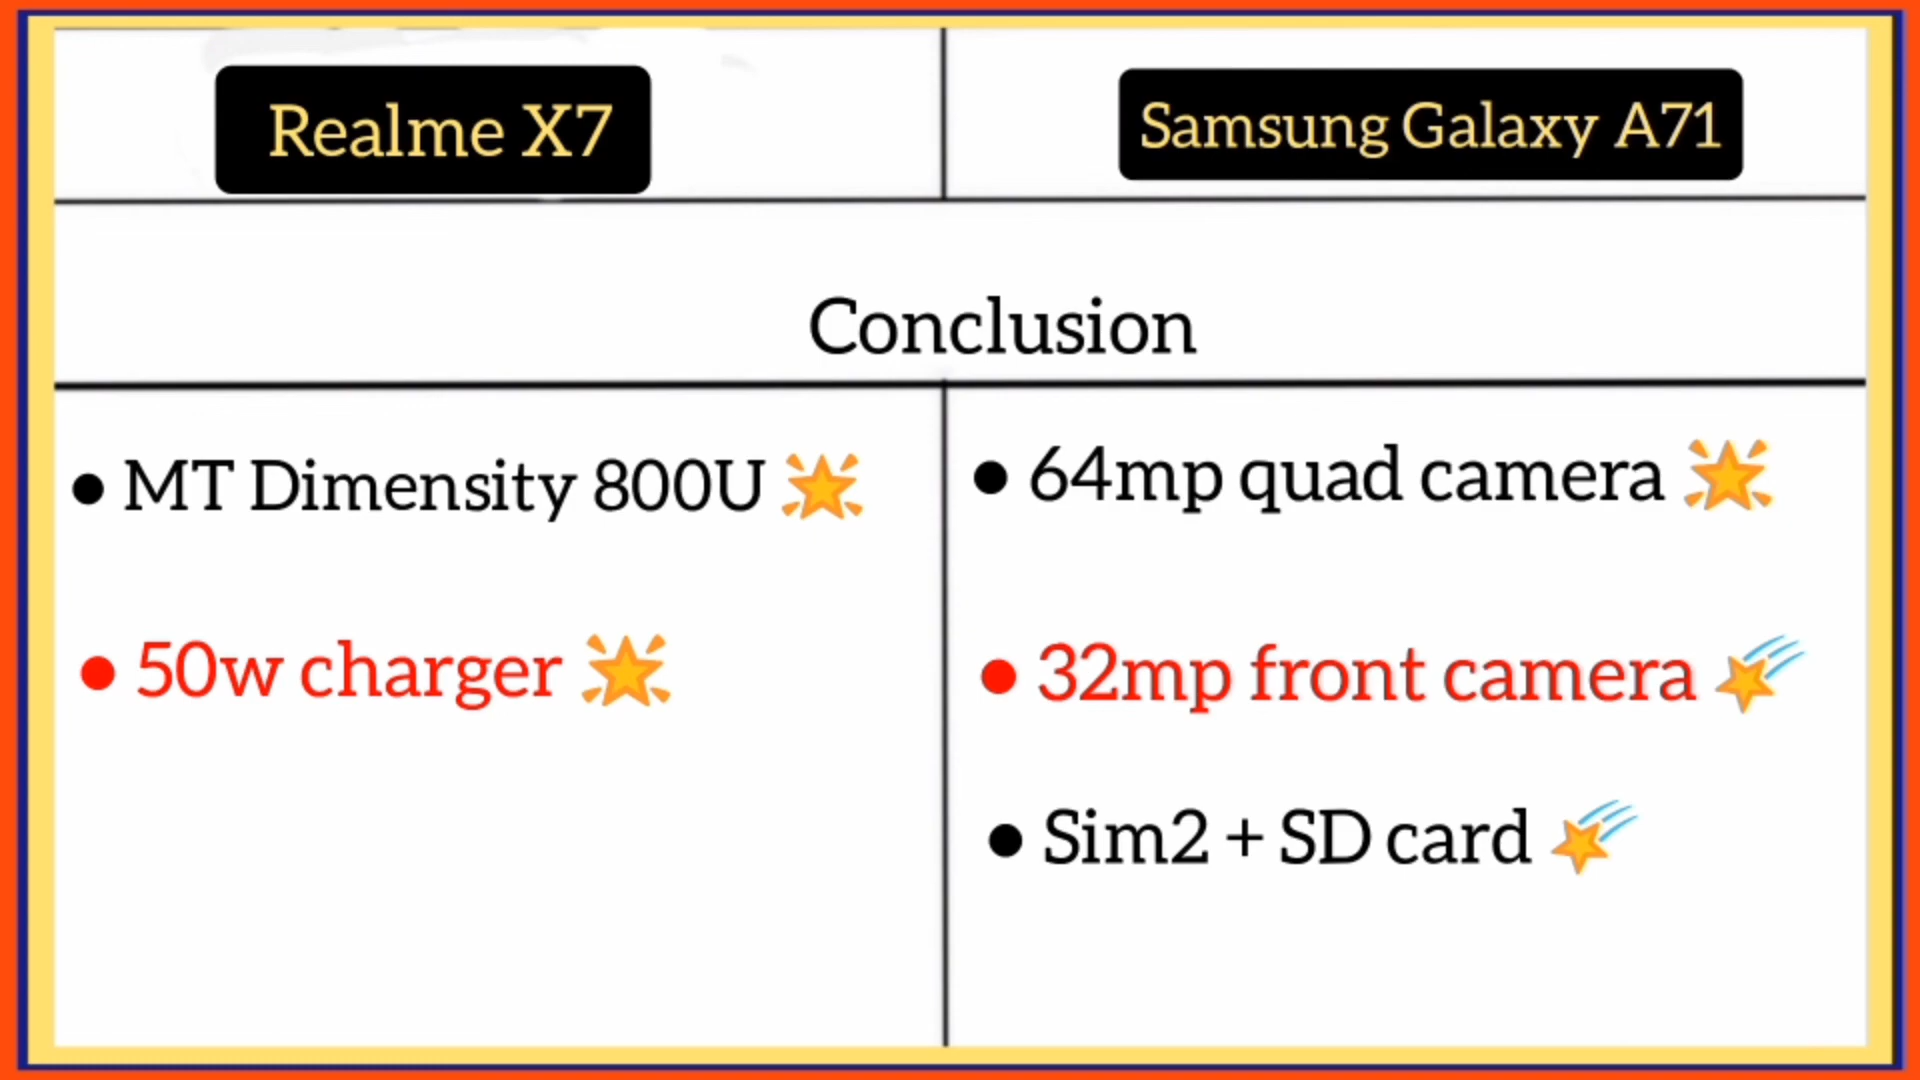 Realme X7
Samsung Galaxy A71
Conclusion
● MT Dimensity 800U 🌟
● 50w charger 🌟
● 64mp quad camera 🌟
● 32mp front camera 🌠
● Sim2 + SD card 🌠